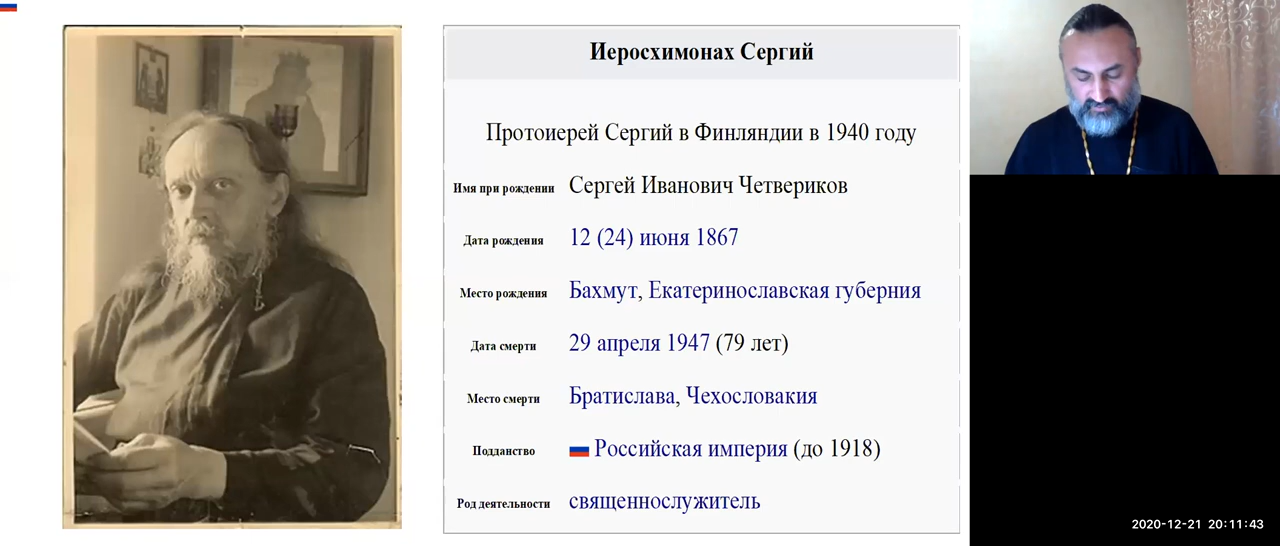 Иеросхимонах Сергий
Протоиерей Сергий в Финляндии в 1940 году
Имя при рождении Сергей Иванович Четвериков
Дата рождения 12 (24) июня 1867
Место рождения Бахмут, Екатеринославская губерния
Дата смерти 29 апреля 1947 (79 лет)
Место смерти Братислава, Чехословакия
Подданство Российская империя (до 1918)
Род деятельности священнослужитель
2020-12-21 20:11:43